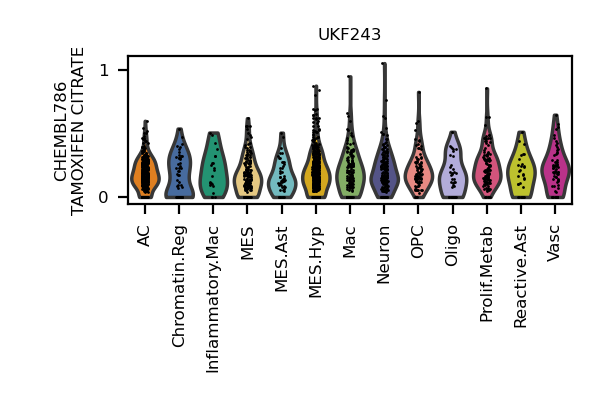 UKF243
CHEMBL786
TAMOXIFEN CITRATE
1
0
AC
Chromatin.Reg
Inflammatory.Mac
MES
MES.Ast
MES.Hyp
Mac
Neuron
OPC
Oligo
Prolif.Metab
Reactive.Ast
Vasc